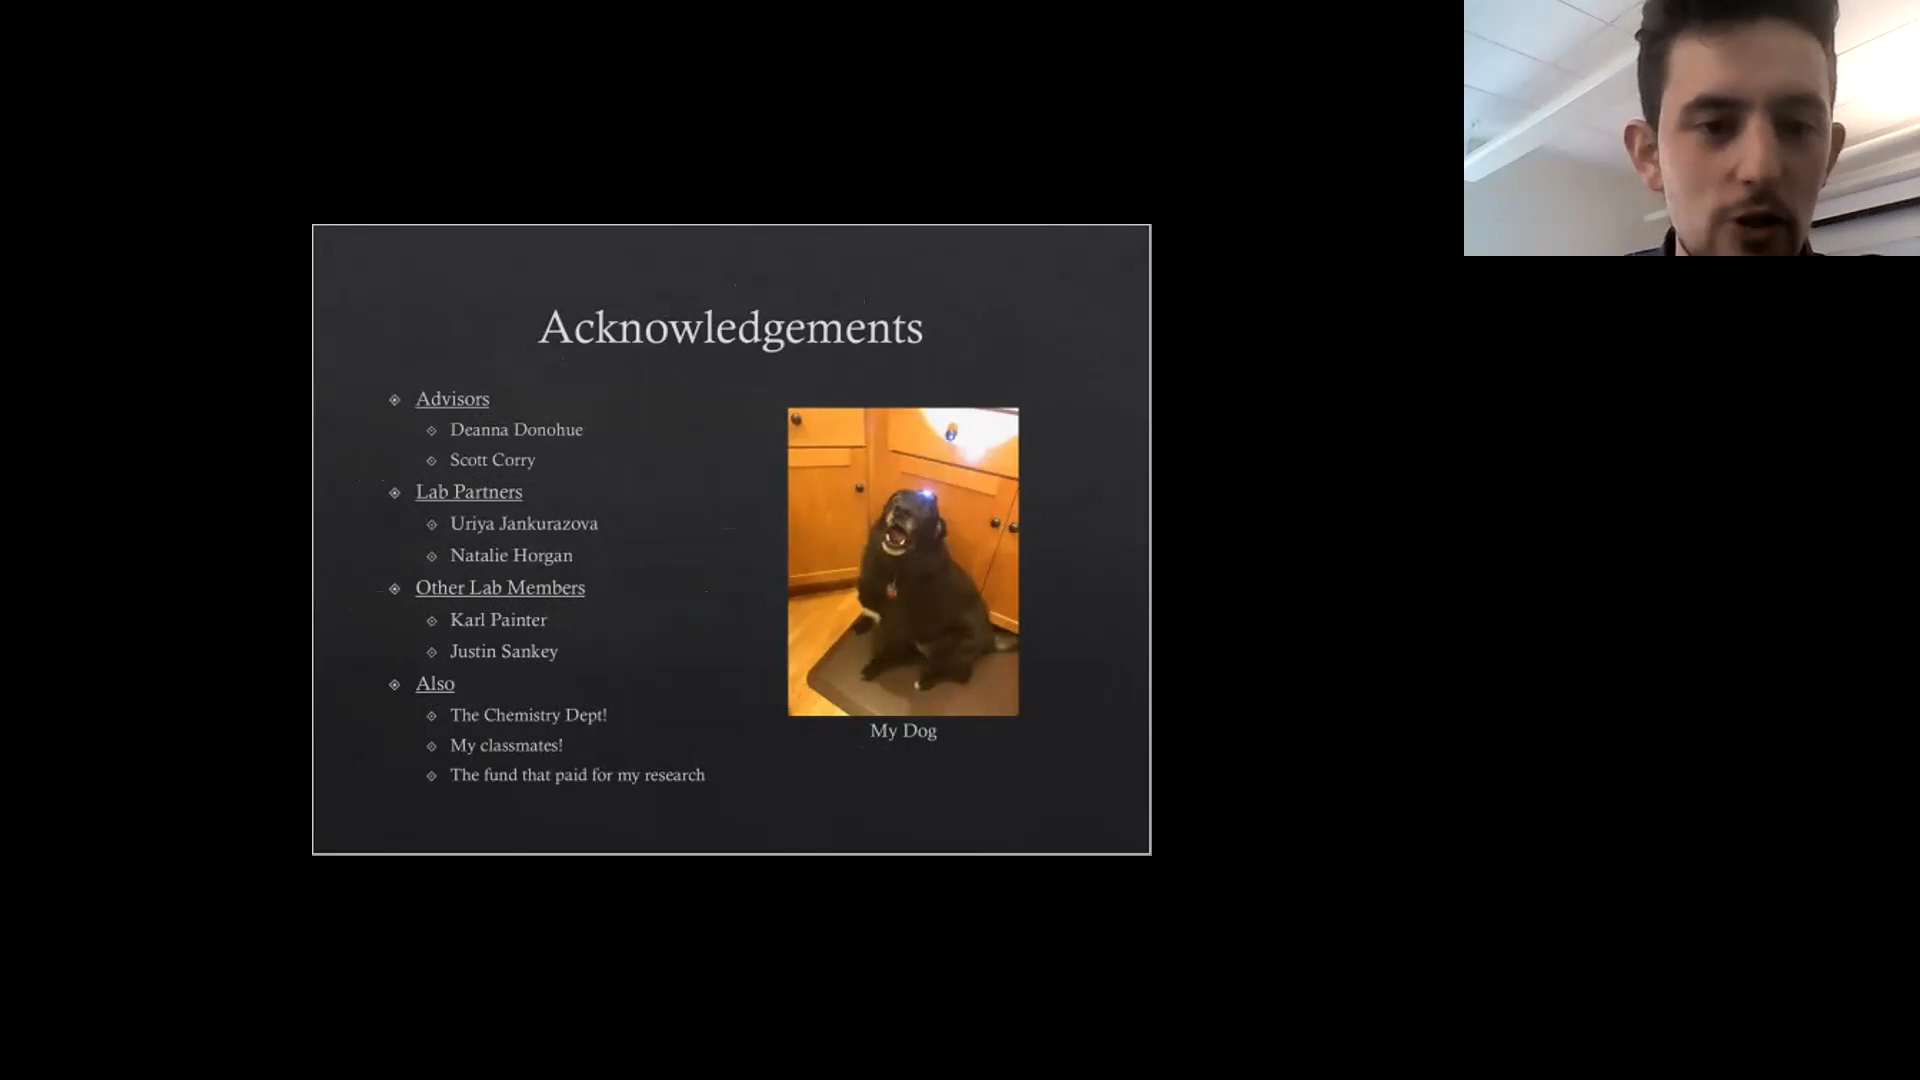 Acknowledgements
Advisors
Deanna Donohue
Scott Corry
Lab Partners
Uriya Jankurazova
Natalie Horgan
Other Lab Members
Karl Painter
Justin Sankey
Also
The Chemistry Dept!
My classmates!
The fund that paid for my research
My Dog